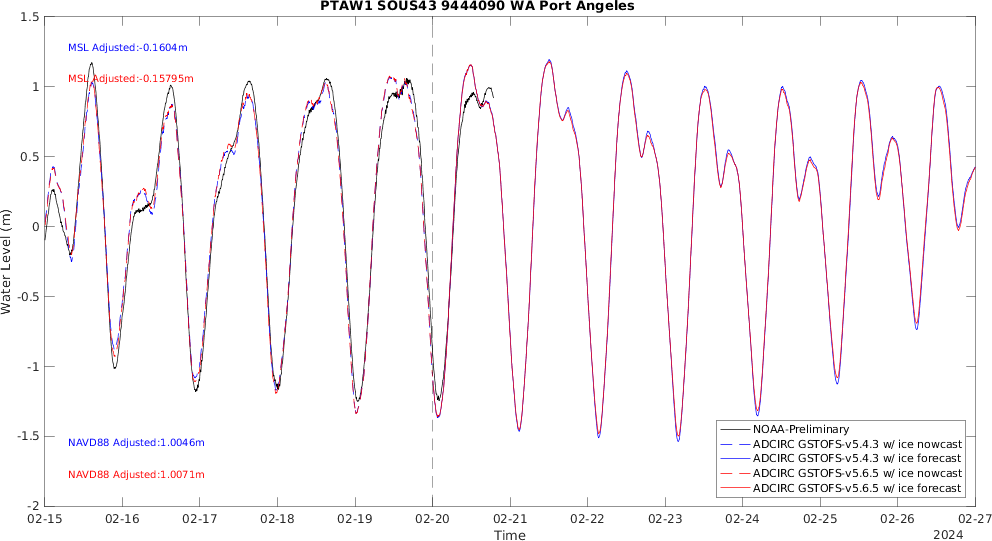 PTAW1 SOUS43 9444090 WA Port Angeles
1.5
1
0.5
0
-0.5
-1
-1.5
-2
Water Level (m)
MSL Adjusted:-0.1604m
MSL Adjusted:-0.15795m
NAVD88 Adjusted:1.0046m
NAVD88 Adjusted:1.0071m
NOAA-Preliminary
ADCIRC GSTOFS-v5.4.3 w/ ice nowcast
ADCIRC GSTOFS-v5.4.3 w/ ice forecast
ADCIRC GSTOFS-v5.6.5 w/ ice nowcast
ADCIRC GSTOFS-v5.6.5 w/ ice forecast
02-15 02-16 02-17 02-18 02-19 02-20 02-21 02-22 02-23 02-24 02-25 02-26 02-27
Time
2024